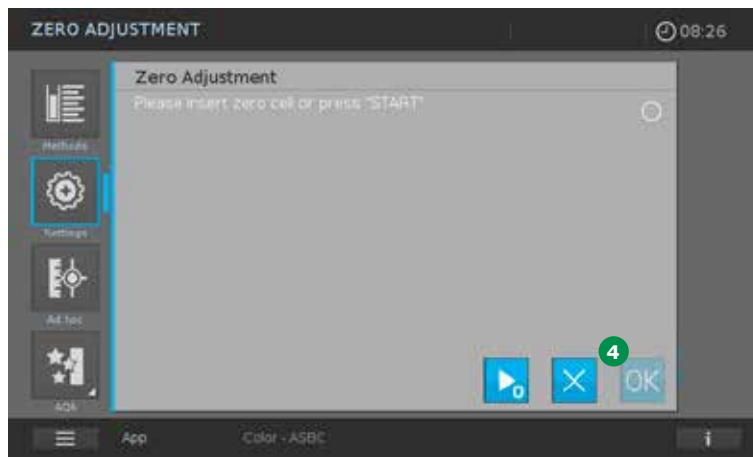 ZERO ADJUSTMENT
08:26
Zero Adjustment
Please insert zero cell or press "START"
Methods
Settings
Ad hoc
AQA
0
4
OK
App
Color - ASBC
i